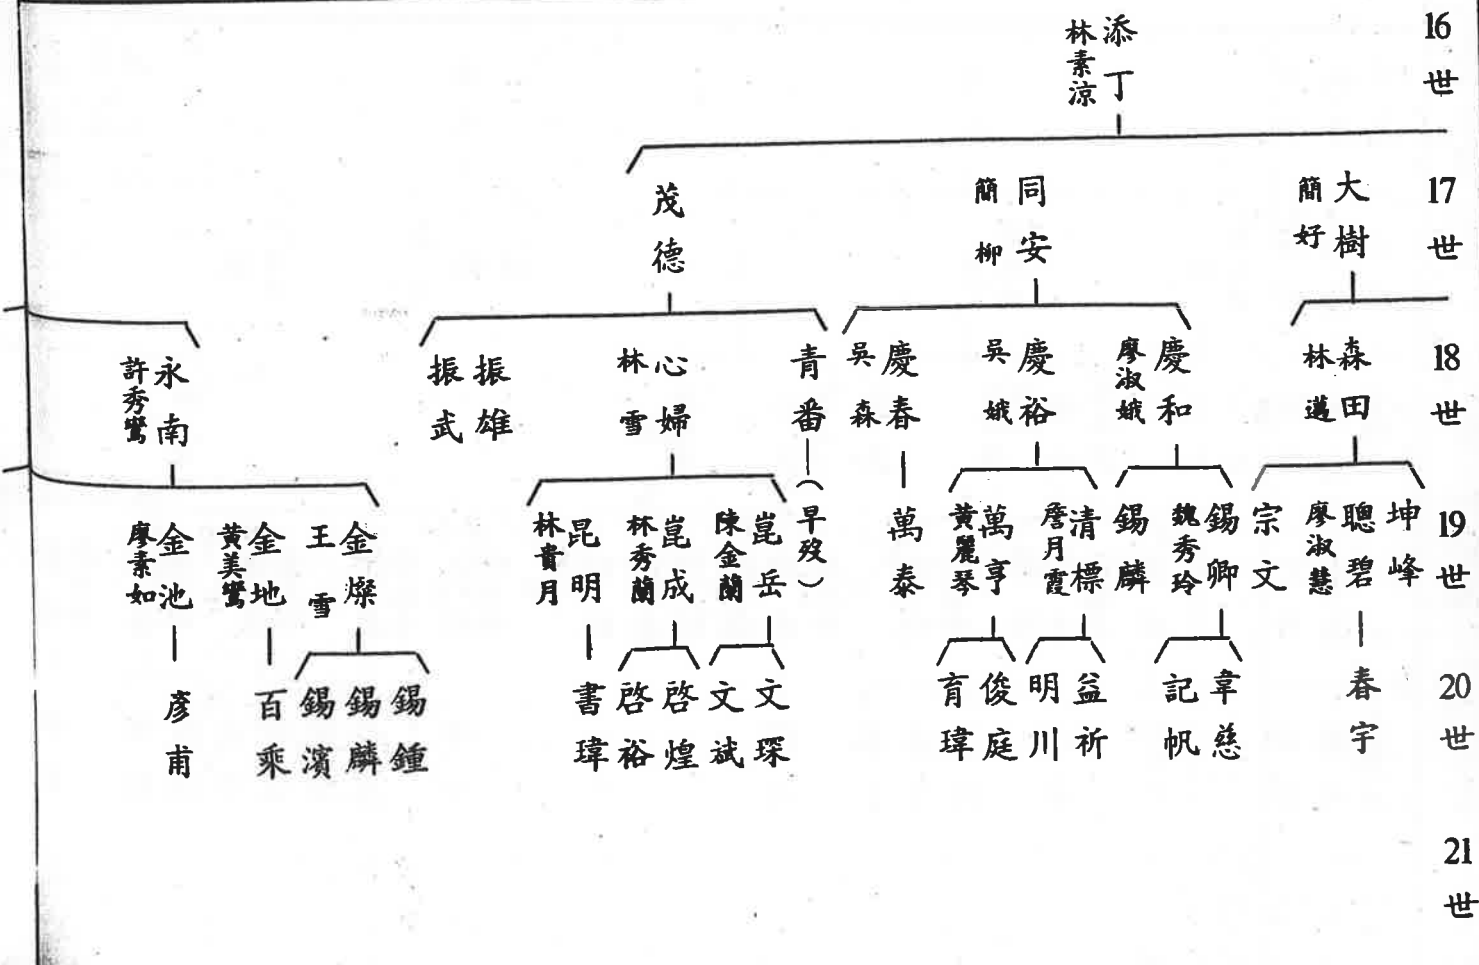 16世
添丁
林素涼
17世
大樹
簡好
同安
簡柳
茂德
18世
森田
林邁
慶和
廖淑娥
慶裕
吳娥
慶春
吳森
青番
心婦
林雪
振雄
振武
永南
許秀鸞
19世
坤峰
聰碧
廖淑慧
宗文
錫卿
魏秀玲
錫麟
清標
詹月霞
萬亨
黃麗琴
萬泰
（早歿）
崑岳
陳金蘭
崑成
林秀蘭
昆明
林貴月
金燦
王雪
金地
黃美鸞
金池
廖素如
20世
春宇
韋慈
記帆
益祈
明川
俊庭
育瑋
文琛
文斌
啓煌
啓裕
書瑋
錫鍾
錫麟
錫濱
百乘
彥甫
21世